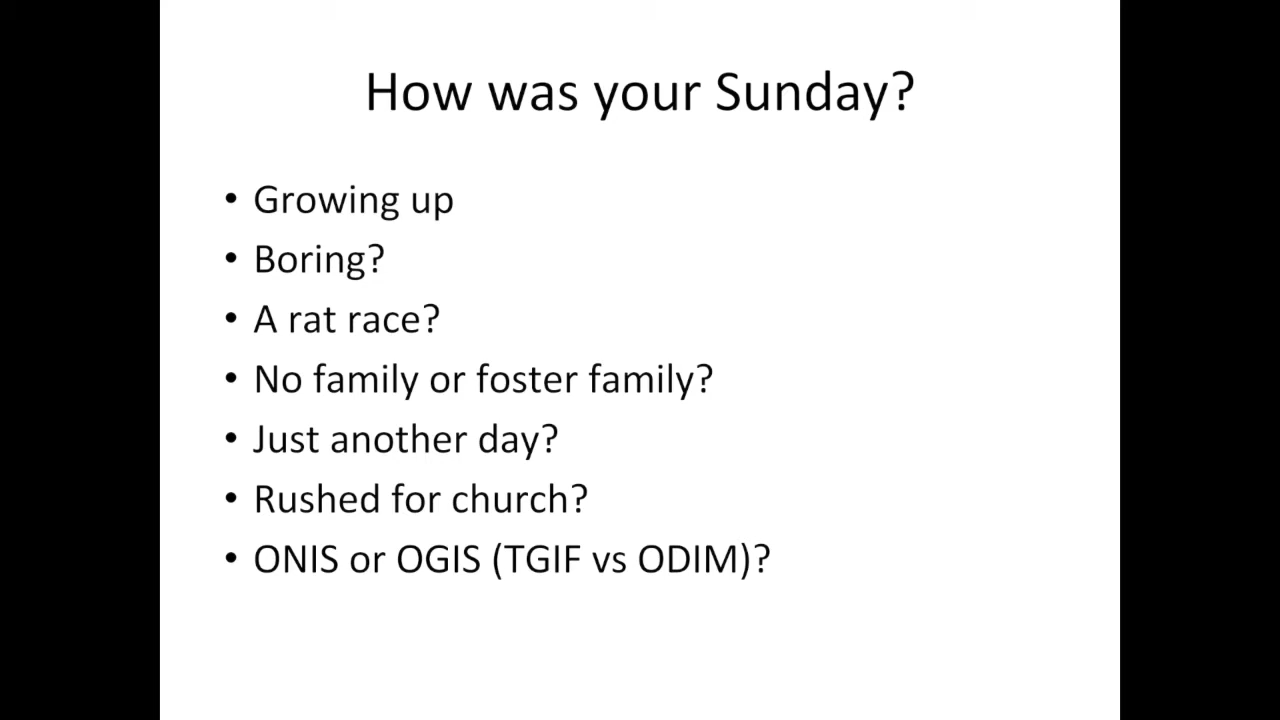 How was your Sunday?
• Growing up
• Boring?
• A rat race?
• No family or foster family?
• Just another day?
• Rushed for church?
• ONIS or OGIS (TGIF vs ODIM)?